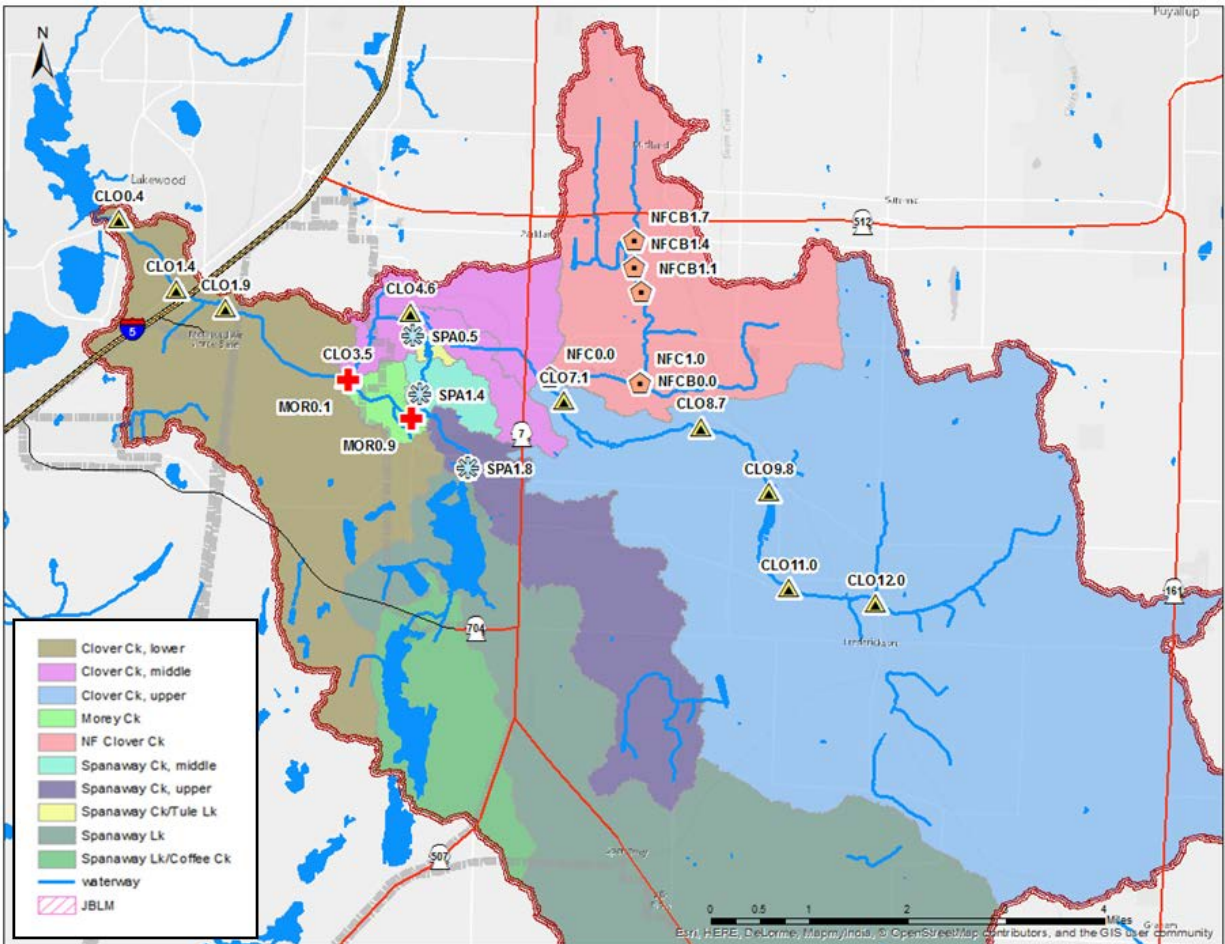 N
Puyallup
Lakewood
CLO0.4
512
NFCB1.7
NFCB1.4
NFCB1.1
CLO1.4
CLO1.9
5
CLO4.6
SPA0.5
CLO3.5
NFC0.0
NFC1.0
CLO7.1
NFCB0.0
MOR0.1
SPA1.4
CLO8.7
7
MOR0.9
SPA1.8
CLO9.8
CLO11.0
CLO12.0
161
704
Frederickson
507
Clover Ck, lower
Clover Ck, middle
Clover Ck, upper
Morey Ck
NF Clover Ck
Spanaway Ck, middle
Spanaway Ck, upper
Spanaway Ck/Tule Lk
Spanaway Lk
Spanaway Lk/Coffee Ck
waterway
JBLM
0 0.5 1 2 3 4
Miles
Graham
Esri, HERE, DeLorme, MapmyIndia, © OpenStreetMap contributors, and the GIS user community